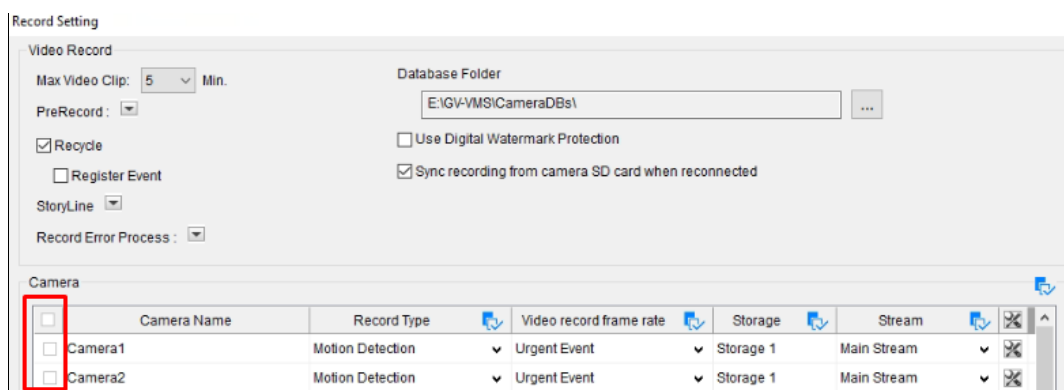 Record Setting
Video Record
Max Video Clip: 5 Min.
Database Folder
E:\GV-VMS\CameraDBs\
...
PreRecord :
Recycle
Use Digital Watermark Protection
Register Event
Sync recording from camera SD card when reconnected
StoryLine
Record Error Process :
Camera
Camera Name Record Type Video record frame rate Storage Stream
Camera1 Motion Detection Urgent Event Storage 1 Main Stream
Camera2 Motion Detection Urgent Event Storage 1 Main Stream